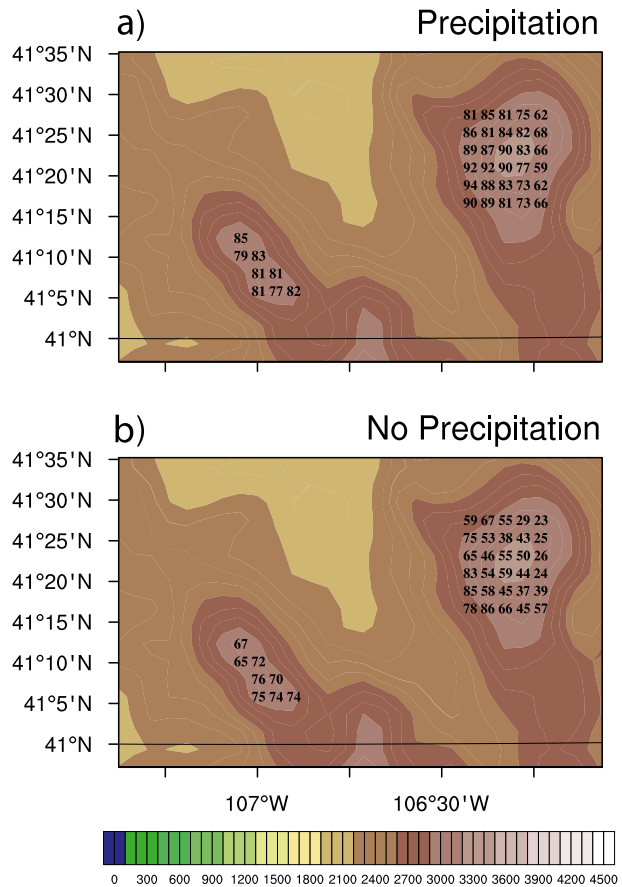 a) Precipitation
41°35'N
41°30'N
81 85 81 75 62
41°25'N
86 81 84 82 68
89 87 90 83 66
41°20'N
92 92 90 77 59
94 88 83 73 62
41°15'N
90 89 81 73 66
85
41°10'N
79 83
81 81
41°5'N
81 77 82
41°N
b) No Precipitation
41°35'N
41°30'N
59 67 55 29 23
41°25'N
75 53 38 43 25
65 46 55 50 26
41°20'N
83 54 59 44 24
85 58 45 37 39
41°15'N
78 86 66 45 57
67
41°10'N
65 72
76 70
41°5'N
75 74 74
41°N
107°W 106°30'W
0 300 600 900 1200 1500 1800 2100 2400 2700 3000 3300 3600 3900 4200 4500